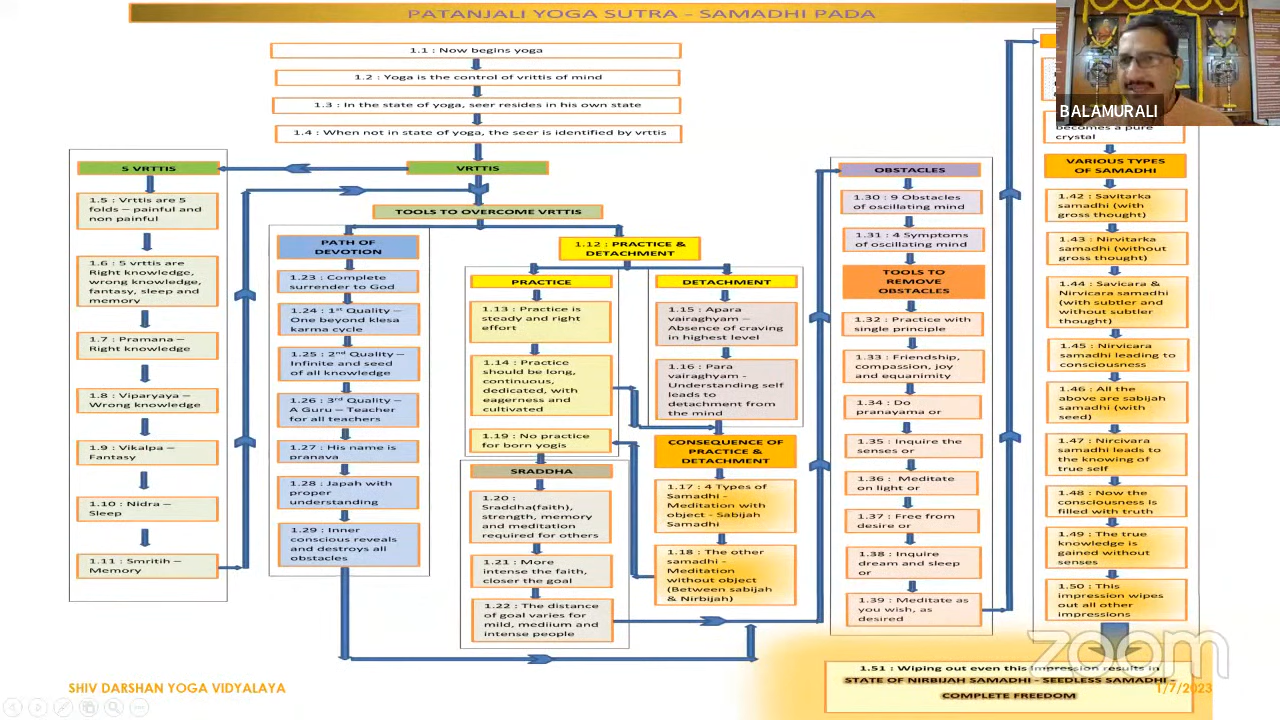 PATANJALI YOGA SUTRA - SAMADHI PADA
1.1 : Now begins yoga
1.2 : Yoga is the control of vrittis of mind
1.3 : In the state of yoga, seer resides in his own state
1.4 : When not in state of yoga, the seer is identified by vrtti
VRTTIS
5 VRTTIS
1.5 : Vrttis are 5
folds – painful and
non painful
1.6 : 5 vrttis are
Right knowledge,
wrong knowledge,
fantasy, sleep and
memory
1.7 : Pramana –
Right knowledge
1.8 : Viparyaya –
Wrong knowledge
1.9 : Vikalpa –
Fantasy
1.10 : Nidra –
Sleep
1.11 : Smritih –
Memory
TOOLS TO OVERCOME VRTTIS
PATH OF
DEVOTION
1.23 : Complete
surrender to God
1.24 : 1st Quality –
One beyond klesa
karma cycle
1.25 : 2nd Quality –
Infinite and seed
of all knowledge
1.26 : 3rd Quality –
A Guru – Teacher
for all teachers
1.27 : His name is
pranava
1.28 : Japah with
proper
understanding
1.29 : Inner
conscious reveals
and destroys all
obstacles
1.12 : PRACTICE &
DETACHMENT
PRACTICE
1.13 : Practice is
steady and right
effort
1.14 : Practice
should be long,
continuous,
dedicated, with
eagerness and
cultivated
1.19 : No practice
for born yogis
SRADDHA
1.20 :
Sraddha(faith),
strength, memory
and meditation
required for others
1.21 : More
intense the faith,
closer the goal
1.22 : The distance
of goal varies for
mild, mediium and
intense people
DETACHMENT
1.15 : Apara
vairaghyam –
Absence of craving
in highest level
1.16 : Para
vairaghyam -
Understanding self
leads to
detachment from
the mind
CONSEQUENCE OF
PRACTICE &
DETACHMENT
1.17 : 4 Types of
Samadhi -
Meditation with
object - Sabijah
Samadhi
1.18 : The other
samadhi -
Meditation
without object
(Between sabijah
& Nirbijah)
OBSTACLES
1.30 : 9 Obstacles
of oscillating mind
1.31 : 4 Symptoms
of oscillating mind
TOOLS TO
REMOVE
OBSTACLES
1.32 : Practice with
single principle
1.33 : Friendship,
compassion, joy
and equanimity
1.34 : Do
pranayama or
1.35 : Inquire the
senses or
1.36 : Meditate
on light or
1.37 : Free from
desire or
1.38 : Inquire
dream and sleep
or
1.39 : Meditate as
you wish, as
desired
BALAMURALI
becomes a pure
crystal
VARIOUS TYPES
OF SAMADHI
1.42 : Savitarka
samadhi (with
gross thought)
1.43 : Nirvitarka
samadhi (without
gross thought)
1.44 : Savicara &
Nirvicara samadhi
(with subtler and
without subtler
thought)
1.45 : Nirvicara
samadhi leading to
consciousness
1.46 : All the
above are sabijah
samadhi (with
seed)
1.47 : Nircivara
samadhi leads to
the knowing of
true self
1.48 : Now the
consciousness is
filled with truth
1.49 : The true
knowledge is
gained without
senses
1.50 : This
impression wipes
out all other
impressions
zoom
1.51 : Wiping out even this impression results in
STATE OF NIRBIJAH SAMADHI - SEEDLESS SAMADHI -
COMPLETE FREEDOM
SHIV DARSHAN YOGA VIDYALAYA
1/7/2023